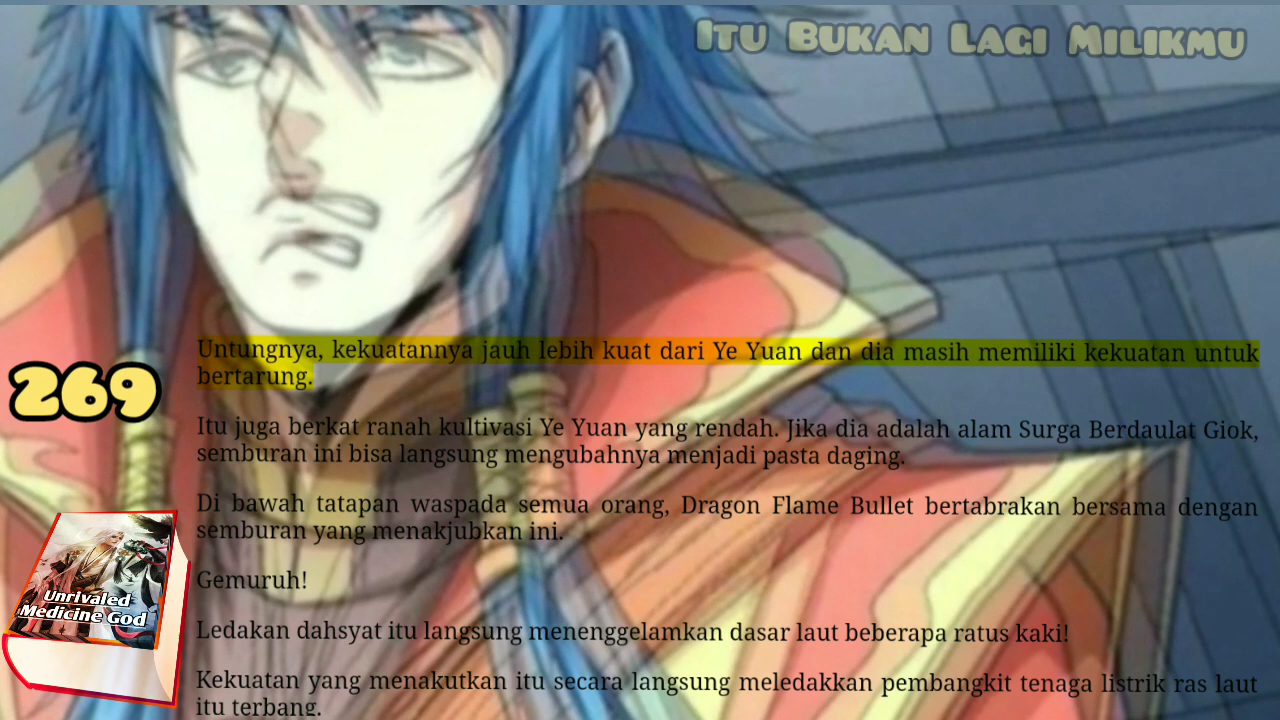 Itu Bukan Lagi Milikmu
Untungnya, kekuatannya jauh lebih kuat dari Ye Yuan dan dia masih memiliki kekuatan untuk
bertarung.
269
Itu juga berkat ranah kultivasi Ye Yuan yang rendah. Jika dia adalah alam Surga Berdaulat Giok,
semburan ini bisa langsung mengubahnya menjadi pasta daging.
Di bawah tatapan waspada semua orang, Dragon Flame Bullet bertabrakan bersama dengan
semburan yang menakjubkan ini.
Gemuruh!
Unrivaled
Medicine God
Ledakan dahsyat itu langsung menenggelamkan dasar laut beberapa ratus kaki!
Kekuatan yang menakutkan itu secara langsung meledakkan pembangkit tenaga listrik ras laut
itu terbang.